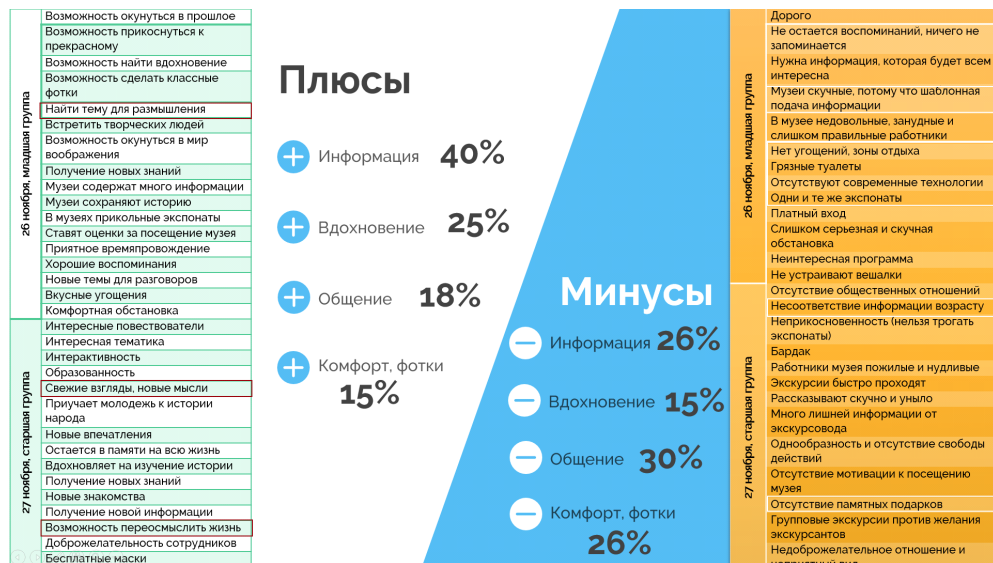 26 ноября, младшая группа
Возможность окунуться в прошлое
Возможность прикоснуться к
прекрасному
Возможность найти вдохновение
Возможность сделать классные
фотки
Найти тему для размышления
Встретить творческих людей
Возможность окунуться в мир
воображения
Получение новых знаний
Музеи содержат много информации
Музеи сохраняют историю
В музеях прикольные экспонаты
Ставят оценки за посещение музея
Приятное времяпровождение
Хорошие воспоминания
Новые темы для разговоров
Вкусные угощения
Комфортная обстановка
27 ноября, старшая группа
Интересные повествователи
Интересная тематика
Интерактивность
Образованность
Свежие взгляды, новые мысли
Приучает молодежь к истории
народа
Новые впечатления
Остается в памяти на всю жизнь
Вдохновляет на изучение истории
Получение новых знаний
Новые знакомства
Получение новой информации
Возможность переосмыслить жизнь
Доброжелательность сотрудников
Бесплатные маски
Плюсы
Информация 40%
Вдохновение 25%
Общение 18%
Комфорт, фотки
15%
Минусы
Информация 26%
Вдохновение 15%
Общение 30%
Комфорт, фотки
26%
26 ноября, младшая группа
Дорого
Не остается воспоминаний, ничего не
запоминается
Нужна информация, которая будет всем
интересна
Музеи скучные, потому что шаблонная
подача информации
В музее недовольные, занудные и
слишком правильные работники
Нет угощений, зоны отдыха
Грязные туалеты
Отсутствуют современные технологии
Одни и те же экспонаты
Платный вход
Слишком серьезная и скучная
обстановка
Неинтересная программа
Не устраивают вешалки
27 ноября, старшая группа
Отсутствие общественных отношений
Несоответствие информации возрасту
Неприкосновенность (нельзя трогать
экспонаты)
Бардак
Работники музея пожилые и нудливые
Экскурсии быстро проходят
Рассказывают скучно и уныло
Много лишней информации от
экскурсовода
Однообразность и отсутствие свободы
действий
Отсутствие мотивации к посещению
музея
Отсутствие памятных подарков
Групповые экскурсии против желания
экскурсантов
Недоброжелательное отношение и